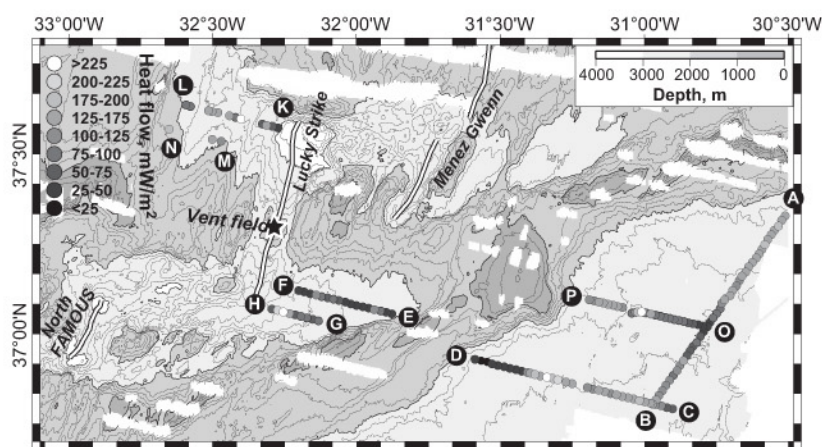 33°00'W 32°30'W 32°00'W 31°30'W 31°00'W 30°30'W
37°30'N
37°00'N
Heat flow, mW/m²
>225
200-225
175-200
125-175
100-125
75-100
50-75
25-50
<25
4000 3000 2000 1000 0
Depth, m
L
K
N
M
Lucky Strike
Menez Gwenn
Vent field
A
F
E
H
G
P
O
D
B
C
North
FAMOUS